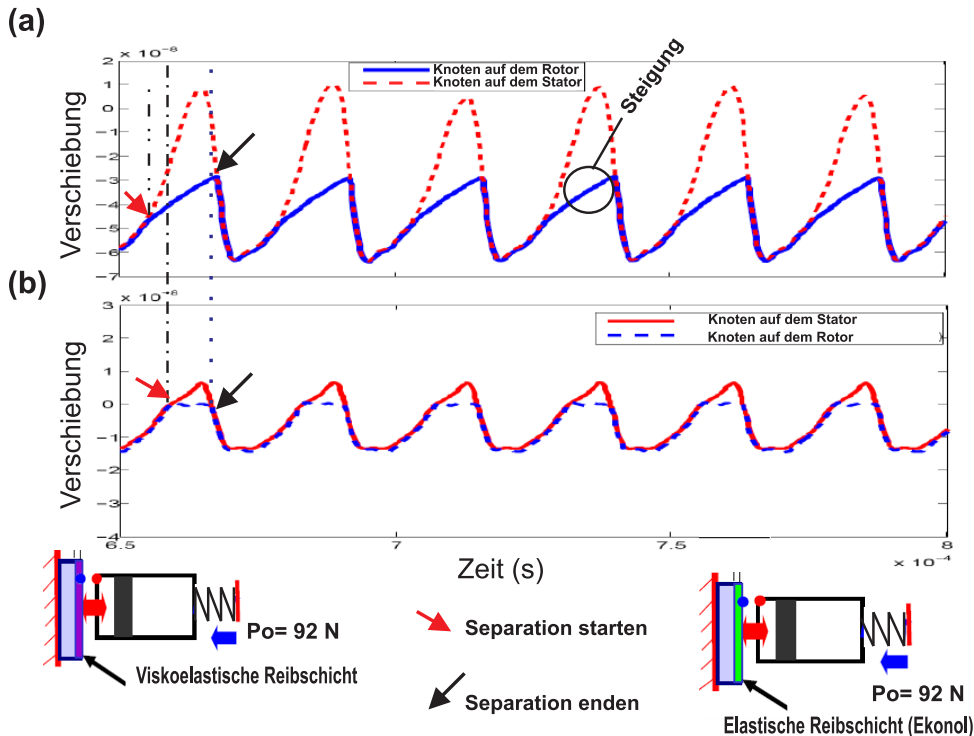 (a)
× 10⁻⁸
2
1
0
−1
−2
−3
−4
−5
−6
−7
Verschiebung
Knoten auf dem Rotor
Knoten auf dem Stator
Steigung
7
8
(b)
× 10⁻⁸
3
2
1
0
−1
−2
−3
−4
Verschiebung
Knoten auf dem Stator
Knoten auf dem Rotor
6.5
7
7.5
8
Zeit (s)
× 10⁻⁴
Po= 92 N
Viskoelastische Reibschicht
Separation starten
Separation enden
Po= 92 N
Elastische Reibschicht (Ekonol)